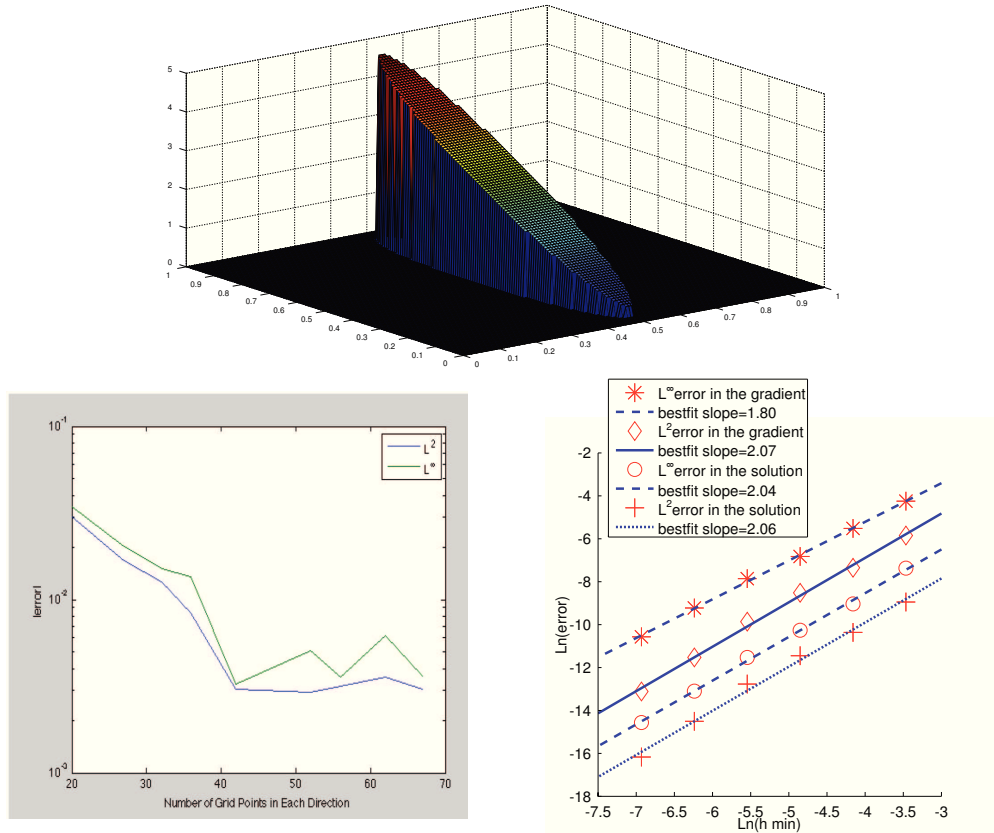 5
4
3
2
1
0
1
0.9
0.8
0.7
0.6
0.5
0.4
0.3
0.2
0.1
0
0
0.1
0.2
0.3
0.4
0.5
0.6
0.7
0.8
0.9
1
10^-1
10^-2
10^-3
|error|
L^2
L^∞
20 30 40 50 60 70
Number of Grid Points in Each Direction
L^∞ error in the gradient
bestfit slope=1.80
L^2 error in the gradient
bestfit slope=2.07
L^∞ error in the solution
bestfit slope=2.04
L^2 error in the solution
bestfit slope=2.06
-2
-4
-6
-8
-10
-12
-14
-16
-18
Ln(error)
-7.5 -7 -6.5 -6 -5.5 -5 -4.5 -4 -3.5 -3
Ln(h min)